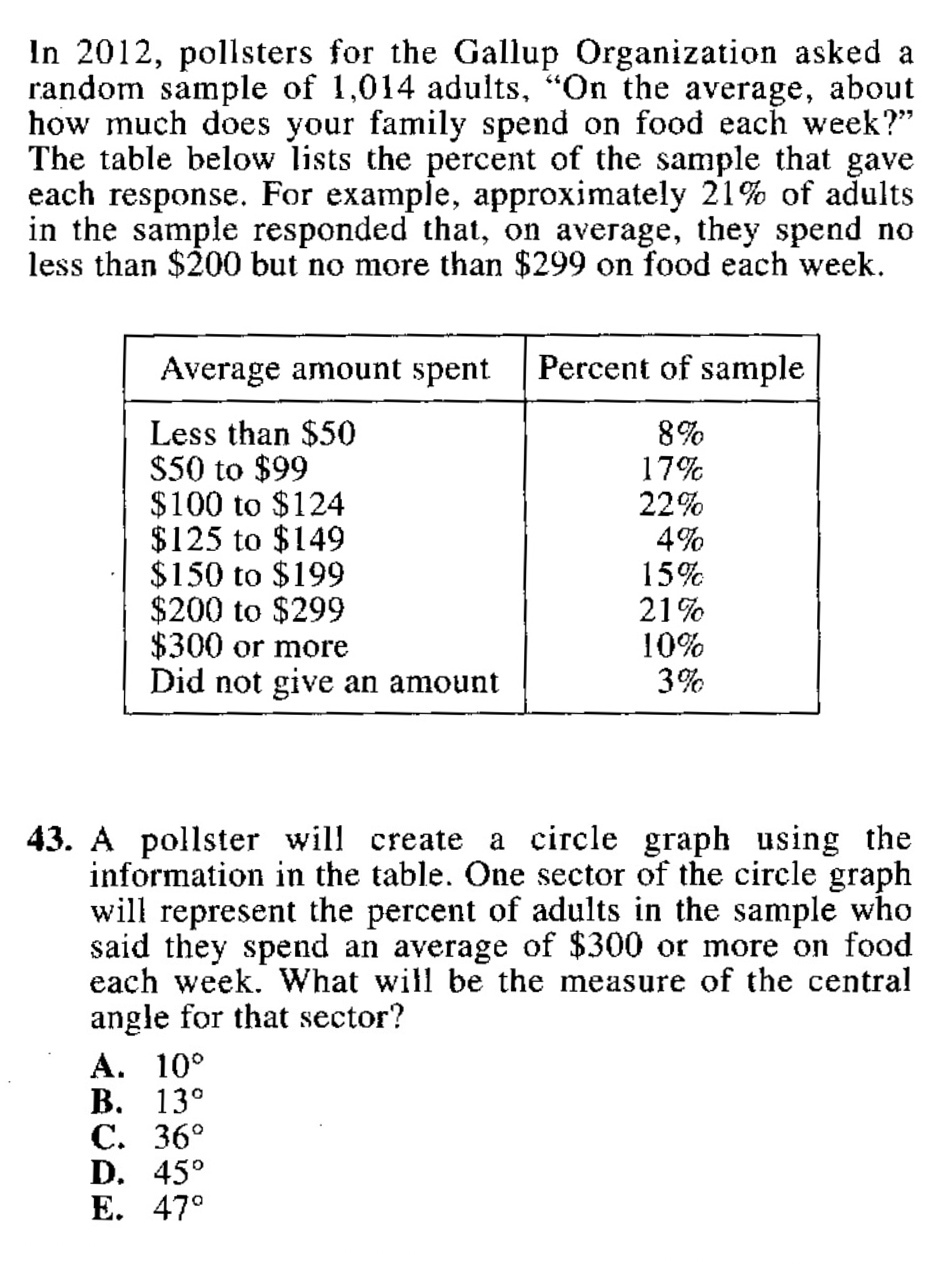 In 2012, pollsters for the Gallup Organization asked a
random sample of 1,014 adults, “On the average, about
how much does your family spend on food each week?”
The table below lists the percent of the sample that gave
each response. For example, approximately 21% of adults
in the sample responded that, on average, they spend no
less than $200 but no more than $299 on food each week.
Average amount spent Percent of sample
Less than $50 8%
$50 to $99 17%
$100 to $124 22%
$125 to $149 4%
$150 to $199 15%
$200 to $299 21%
$300 or more 10%
Did not give an amount 3%
43. A pollster will create a circle graph using the
information in the table. One sector of the circle graph
will represent the percent of adults in the sample who
said they spend an average of $300 or more on food
each week. What will be the measure of the central
angle for that sector?
A. 10°
B. 13°
C. 36°
D. 45°
E. 47°